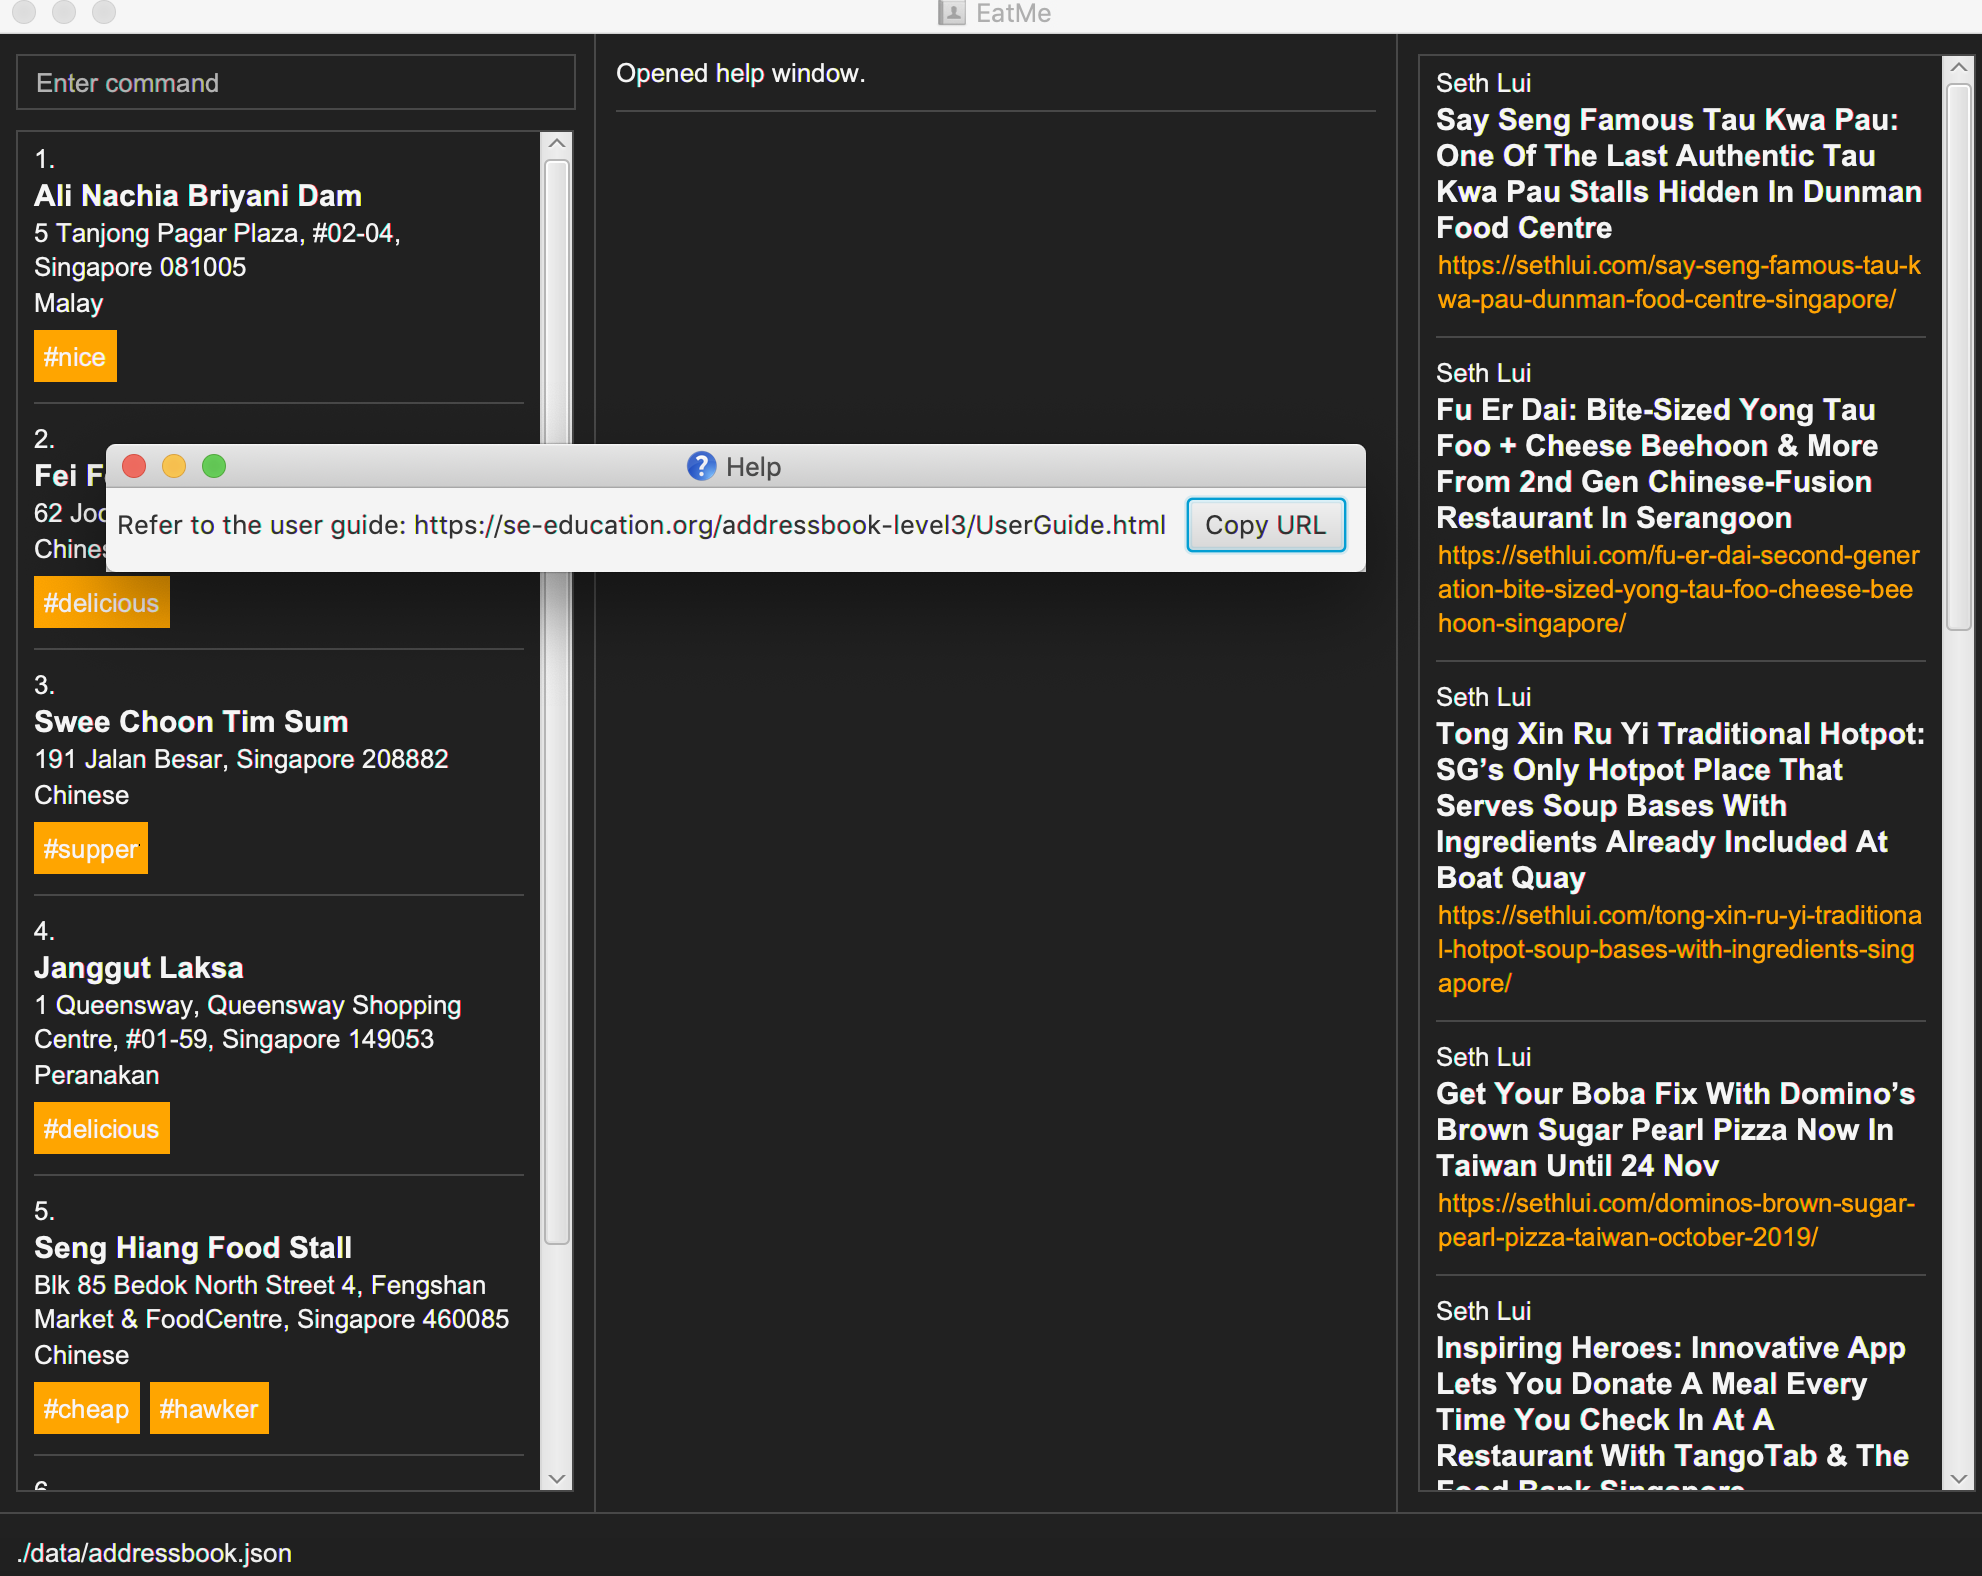 EatMe
Enter command
1.
Ali Nachia Briyani Dam
5 Tanjong Pagar Plaza, #02-04,
Singapore 081005
Malay
#nice
2.
Fei
62
#delicious
3.
Swee Choon Tim Sum
191 Jalan Besar, Singapore 208882
Chinese
#supper
4.
Janggut Laksa
1 Queensway, Queensway Shopping
Centre, #01-59, Singapore 149053
Peranakan
#delicious
5.
Seng Hiang Food Stall
Blk 85 Bedok North Street 4, Fengshan
Market & FoodCentre, Singapore 460085
Chinese
#cheap #hawker
Opened help window.
Help
Refer to the user guide: https://se-education.org/addressbook-level3/UserGuide.html
Copy URL
Seth Lui
Say Seng Famous Tau Kwa Pau:
One Of The Last Authentic Tau
Kwa Pau Stalls Hidden In Dunman
Food Centre
https://sethlui.com/say-seng-famous-tau-k
wa-pau-dunman-food-centre-singapore/
Seth Lui
Fu Er Dai: Bite-Sized Yong Tau
Foo + Cheese Beehoon & More
From 2nd Gen Chinese-Fusion
Restaurant In Serangoon
https://sethlui.com/fu-er-dai-second-gener
ation-bite-sized-yong-tau-foo-cheese-bee
hoon-singapore/
Seth Lui
Tong Xin Ru Yi Traditional Hotpot:
SG’s Only Hotpot Place That
Serves Soup Bases With
Ingredients Already Included At
Boat Quay
https://sethlui.com/tong-xin-ru-yi-traditiona
l-hotpot-soup-bases-with-ingredients-sing
apore/
Seth Lui
Get Your Boba Fix With Domino’s
Brown Sugar Pearl Pizza Now In
Taiwan Until 24 Nov
https://sethlui.com/dominos-brown-sugar-
pearl-pizza-taiwan-october-2019/
Seth Lui
Inspiring Heroes: Innovative App
Lets You Donate A Meal Every
Time You Check In At A
Restaurant With TangoTab & The
Food Bank Singapore
./data/addressbook.json